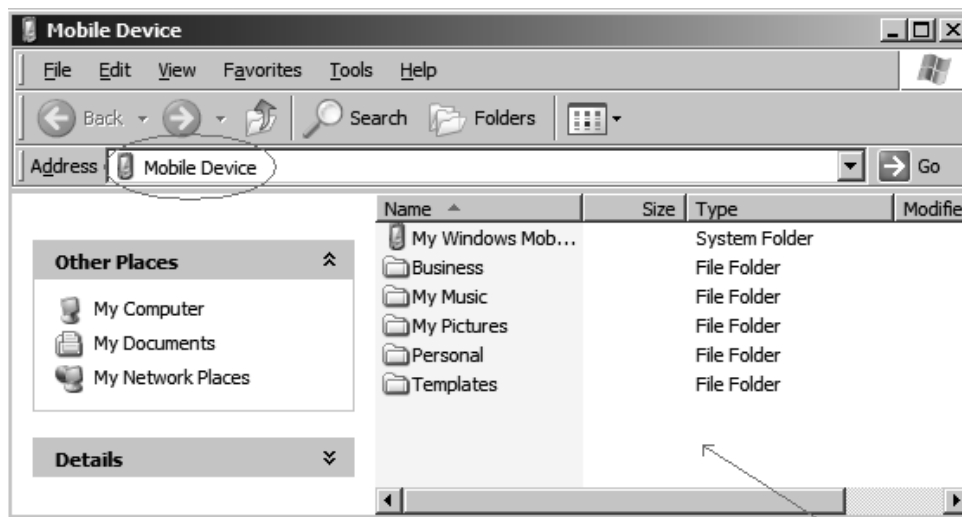 Mobile Device
File Edit View Favorites Tools Help
Back Search Folders
Address Mobile Device Go
Name Size Type Modifie
Other Places
My Computer
My Documents
My Network Places
Details
My Windows Mob... System Folder
Business File Folder
My Music File Folder
My Pictures File Folder
Personal File Folder
Templates File Folder